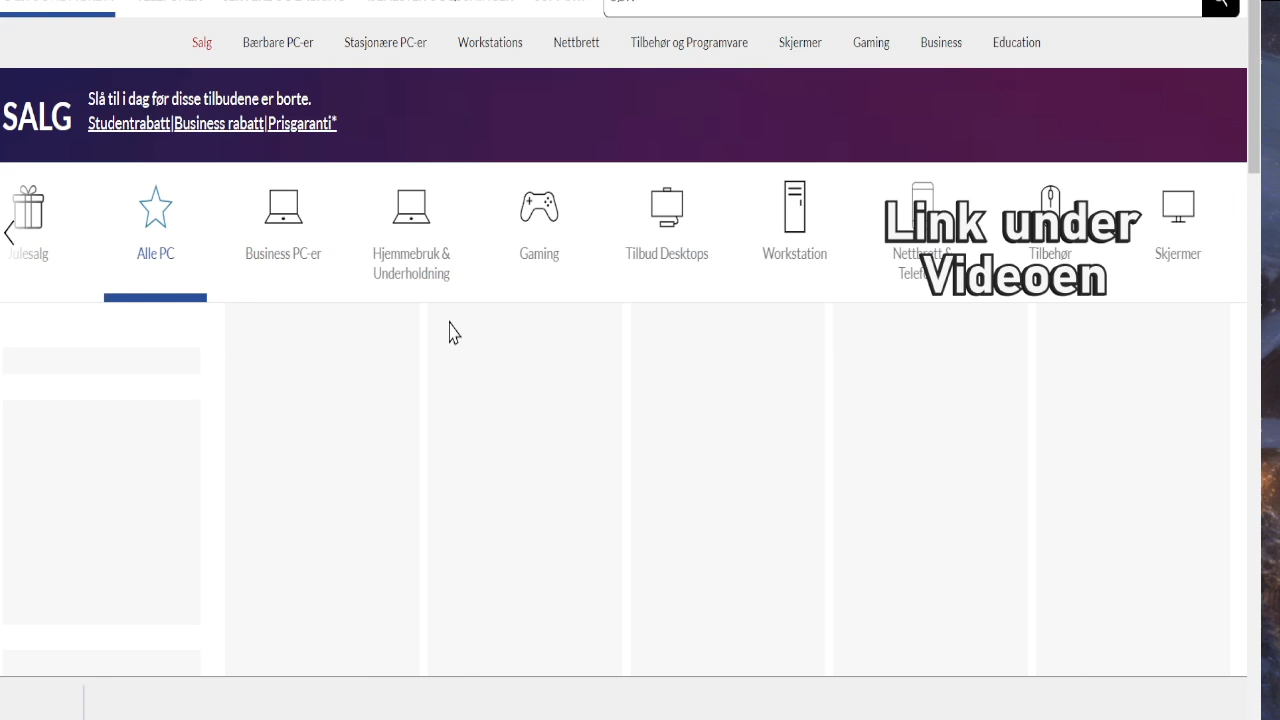 Salg Bærbare PC-er Stasjonære PC-er Workstations Nettbrett Tilbehør og Programvare Skjermer Gaming Business Education
SALG
Slå til i dag før disse tilbudene er borte.
Studentrabatt|Business rabatt|Prisgaranti*
Julesalg
Alle PC
Business PC-er
Hjemmebruk &
Underholdning
Gaming
Tilbud Desktops
Workstation
Nettbrett &
Tilbehør
Skjermer
Link under
Videoen